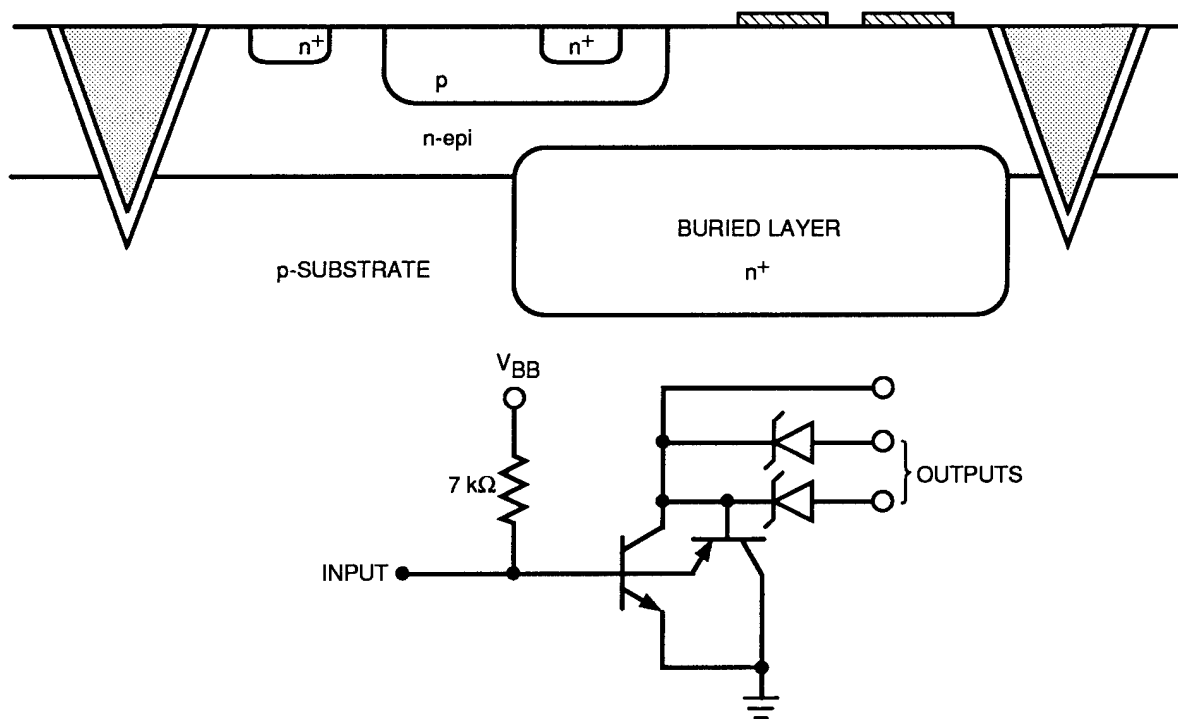 n+ n+
p
n-epi
BURIED LAYER
p-SUBSTRATE n+
VBB
7 kΩ
OUTPUTS
INPUT